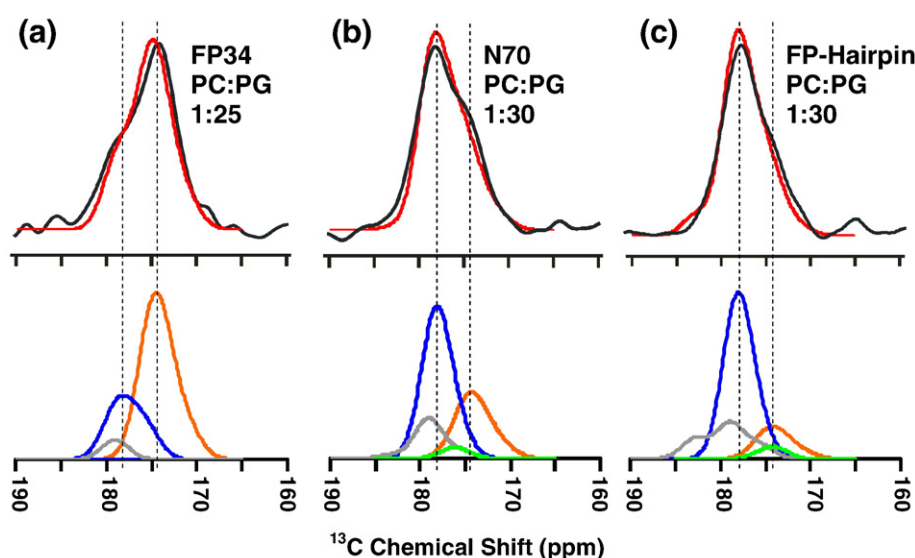 (a)
FP34
PC:PG
1:25
(b)
N70
PC:PG
1:30
(c)
FP-Hairpin
PC:PG
1:30
190 180 170 160
190 180 170 160
190 180 170 160
13C Chemical Shift (ppm)